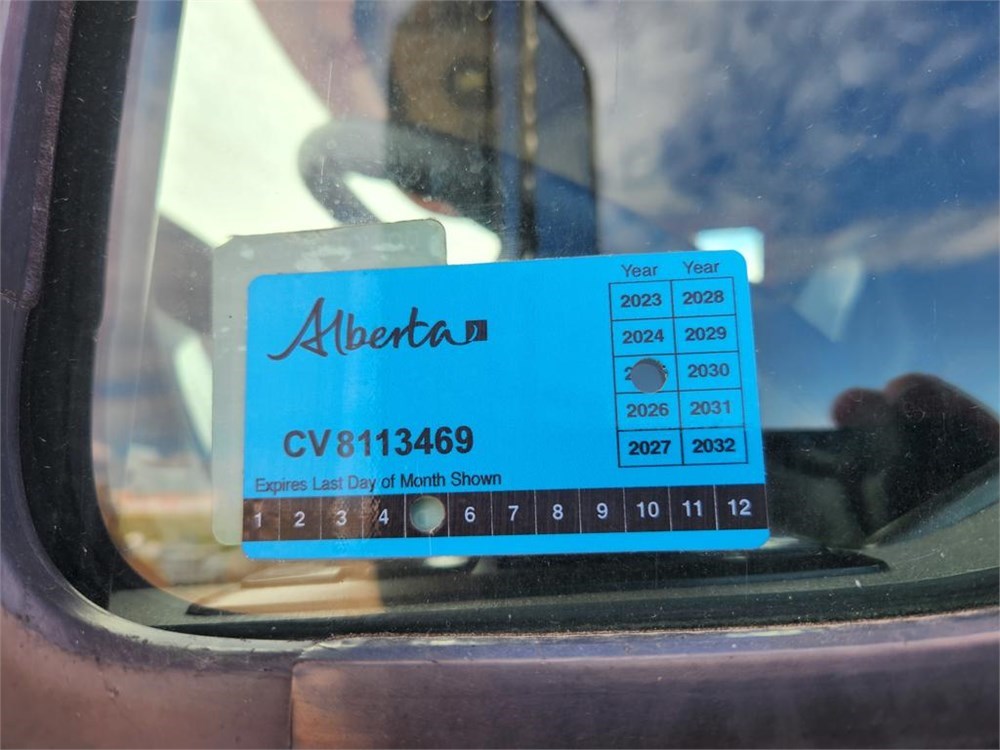 Alberta
Year Year
2023 2028
2024 2029
2030
2026 2031
2027 2032
CV8113469
Expires Last Day of Month Shown
1 2 3 4 6 7 8 9 10 11 12